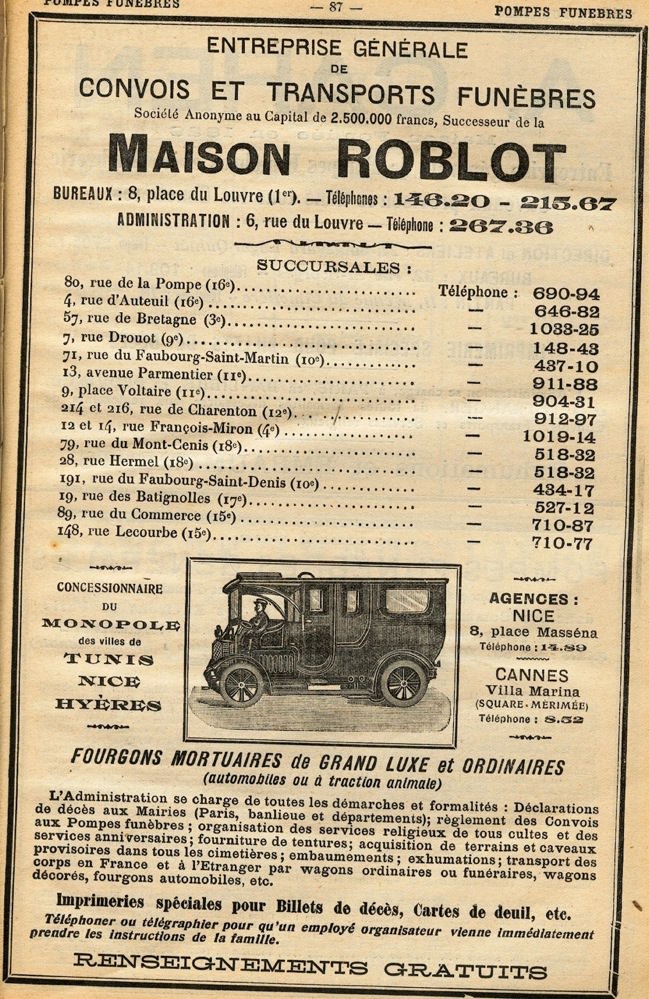 POMPES FUNÈBRES
— 87 —
POMPES FUNÈBRES
ENTREPRISE GÉNÉRALE
DE
CONVOIS ET TRANSPORTS FUNÈBRES
Société Anonyme au Capital de 2.500.000 francs, Successeur de la
MAISON ROBLOT
BUREAUX : 8, place du Louvre (1er). — Téléphones : 146.20 - 215.67
ADMINISTRATION : 6, rue du Louvre — Téléphone : 267.36
SUCCURSALES :
80, rue de la Pompe (16e)........................ Téléphone : 690-94
4, rue d'Auteuil (16e)........................ — 646-82
57, rue de Bretagne (3e)........................ — 1033-25
7, rue Drouot (9e)........................ — 148-43
71, rue du Faubourg-Saint-Martin (10e)............ — 437-10
13, avenue Parmentier (11e)........................ — 911-88
9, place Voltaire (11e)........................ — 904-31
214 et 216, rue de Charenton (12e)............ — 912-97
12 et 14, rue François-Miron (4e)............ — 1019-14
79, rue du Mont-Cenis (18e)........................ — 518-32
28, rue Hermel (18e)........................ — 518-32
191, rue du Faubourg-Saint-Denis (10e)............ — 434-17
19, rue des Batignolles (17e)........................ — 527-12
89, rue du Commerce (15e)........................ — 710-87
148, rue Lecourbe (15e)........................ — 710-77
CONCESSIONNAIRE
DU
MONOPOLE
des villes de
TUNIS
NICE
HYÈRES
AGENCES :
NICE
8, place Masséna
Téléphone : 14.89
CANNES
Villa Marina
(SQUARE-MÉRIMÉE)
Téléphone : 8.52
FOURGONS MORTUAIRES de GRAND LUXE et ORDINAIRES
(automobiles ou à traction animale)
L'Administration se charge de toutes les démarches et formalités : Déclarations
de décès aux Mairies (Paris, banlieue et départements); règlement des Convois
aux Pompes funèbres ; organisation des services religieux de tous cultes et des
services anniversaires ; fourniture de tentures; acquisition de terrains et caveaux
provisoires dans tous les cimetières ; embaumements ; exhumations ; transport des
corps en France et à l'Etranger par wagons ordinaires ou funéraires, wagons
décorés, fourgons automobiles, etc.
Imprimeries spéciales pour Billets de décès, Cartes de deuil, etc.
Téléphoner ou télégraphier pour qu'un employé organisateur vienne immédiatement
prendre les instructions de la famille.
RENSEIGNEMENTS GRATUITS